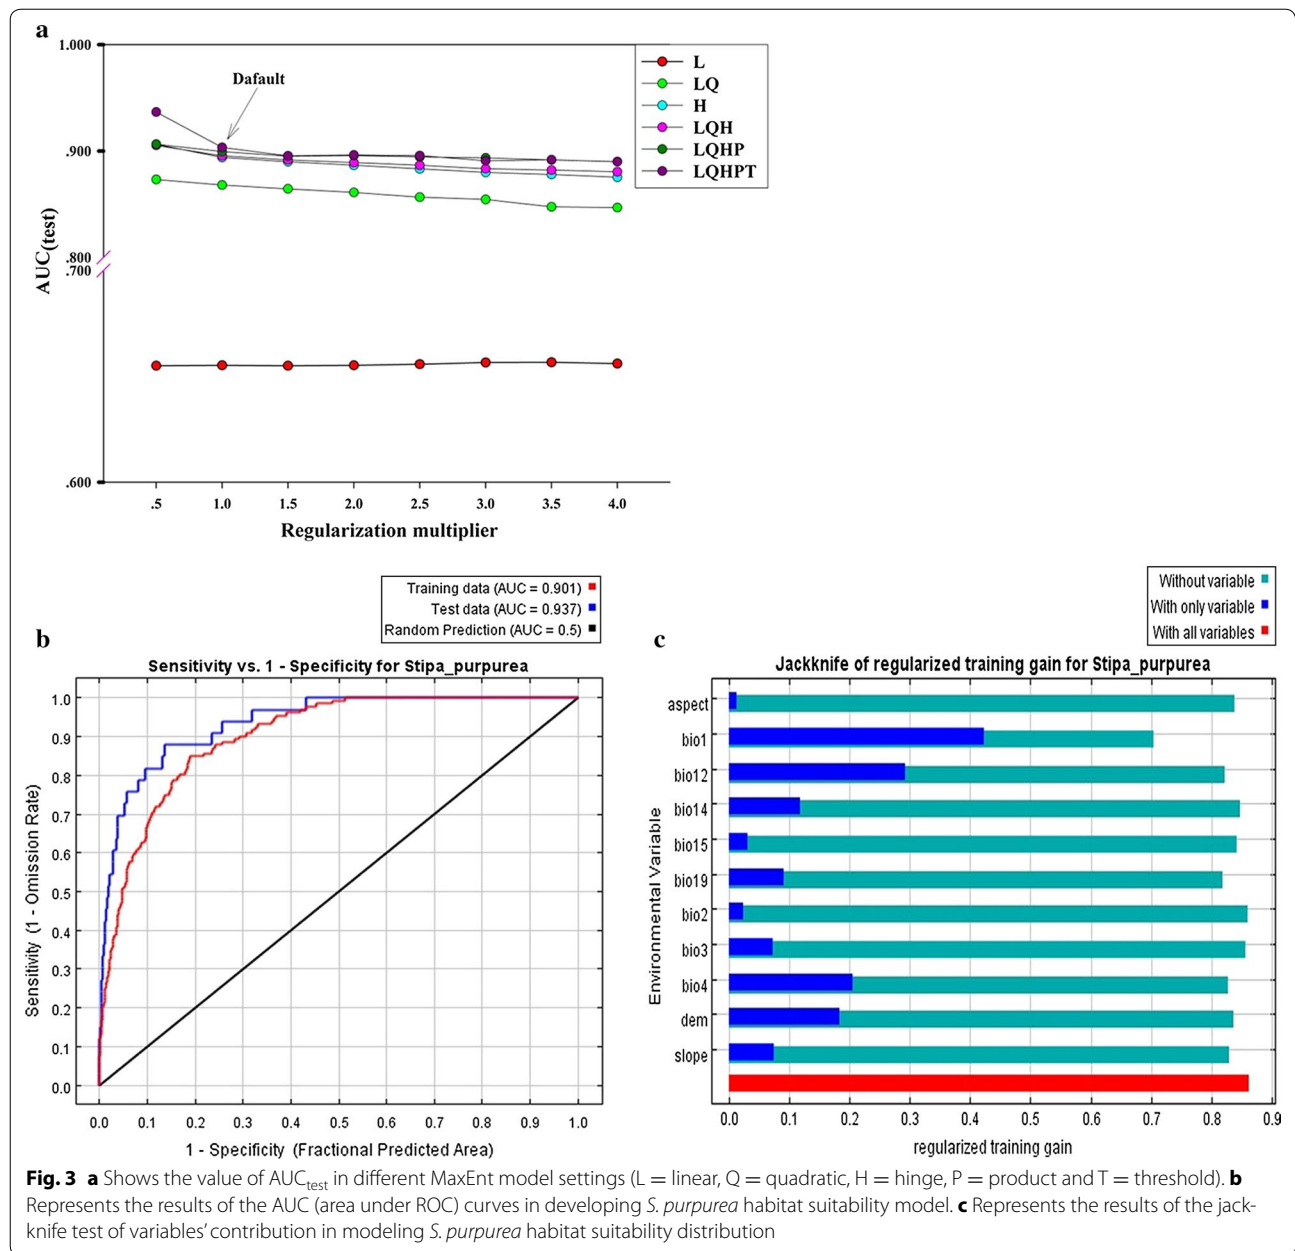 a
1.000
.900
.800
.700
.600
AUC(test)
Dafault
L
LQ
H
LQH
LQHP
LQHPT
.5 1.0 1.5 2.0 2.5 3.0 3.5 4.0
Regularization multiplier
b
Training data (AUC = 0.901)
Test data (AUC = 0.937)
Random Prediction (AUC = 0.5)
Sensitivity vs. 1 - Specificity for Stipa_purpurea
Sensitivity (1 - Omission Rate)
1.0
0.9
0.8
0.7
0.6
0.5
0.4
0.3
0.2
0.1
0.0
0.0 0.1 0.2 0.3 0.4 0.5 0.6 0.7 0.8 0.9 1.0
1 - Specificity (Fractional Predicted Area)
c
Without variable
With only variable
With all variables
Jackknife of regularized training gain for Stipa_purpurea
Environmental Variable
aspect
bio1
bio12
bio14
bio15
bio19
bio2
bio3
bio4
dem
slope
0.0 0.1 0.2 0.3 0.4 0.5 0.6 0.7 0.8 0.9
regularized training gain
Fig. 3 a Shows the value of AUCtest in different MaxEnt model settings (L = linear, Q = quadratic, H = hinge, P = product and T = threshold). b
Represents the results of the AUC (area under ROC) curves in developing S. purpurea habitat suitability model. c Represents the results of the jack-
knife test of variables' contribution in modeling S. purpurea habitat suitability distribution